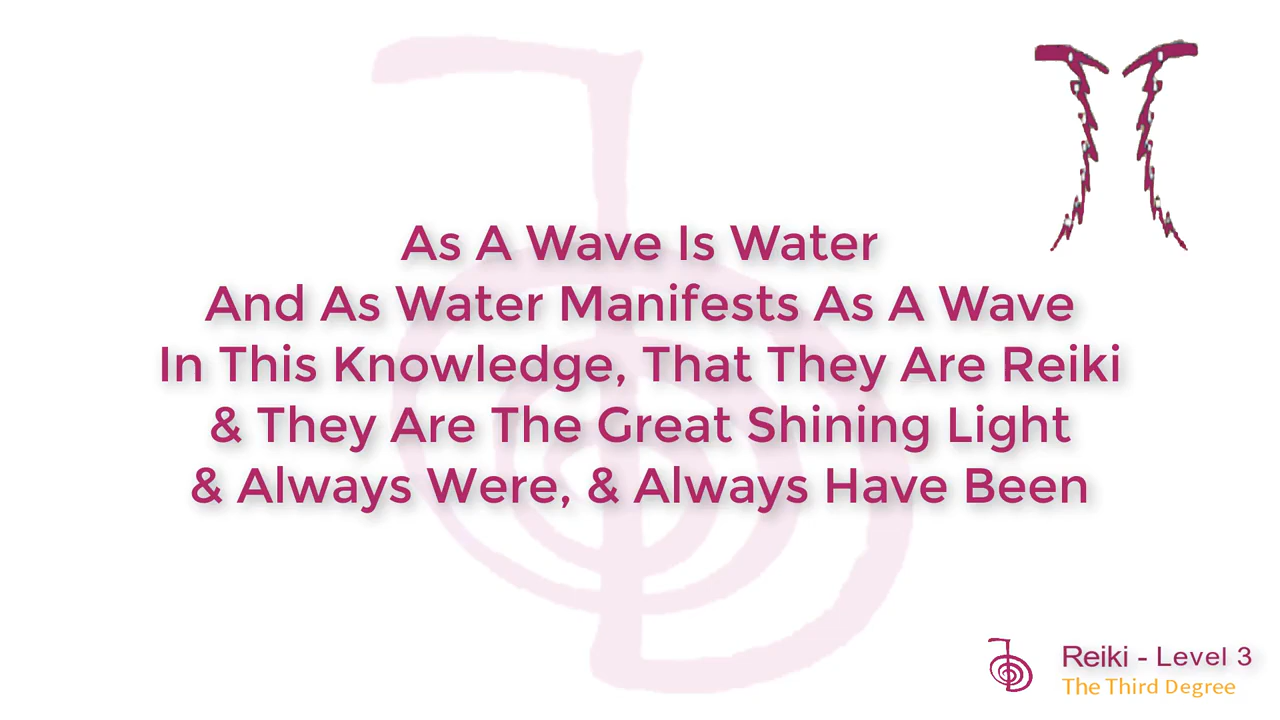 As A Wave Is Water
And As Water Manifests As A Wave
In This Knowledge, That They Are Reiki
& They Are The Great Shining Light
& Always Were, & Always Have Been
Reiki - Level 3
The Third Degree